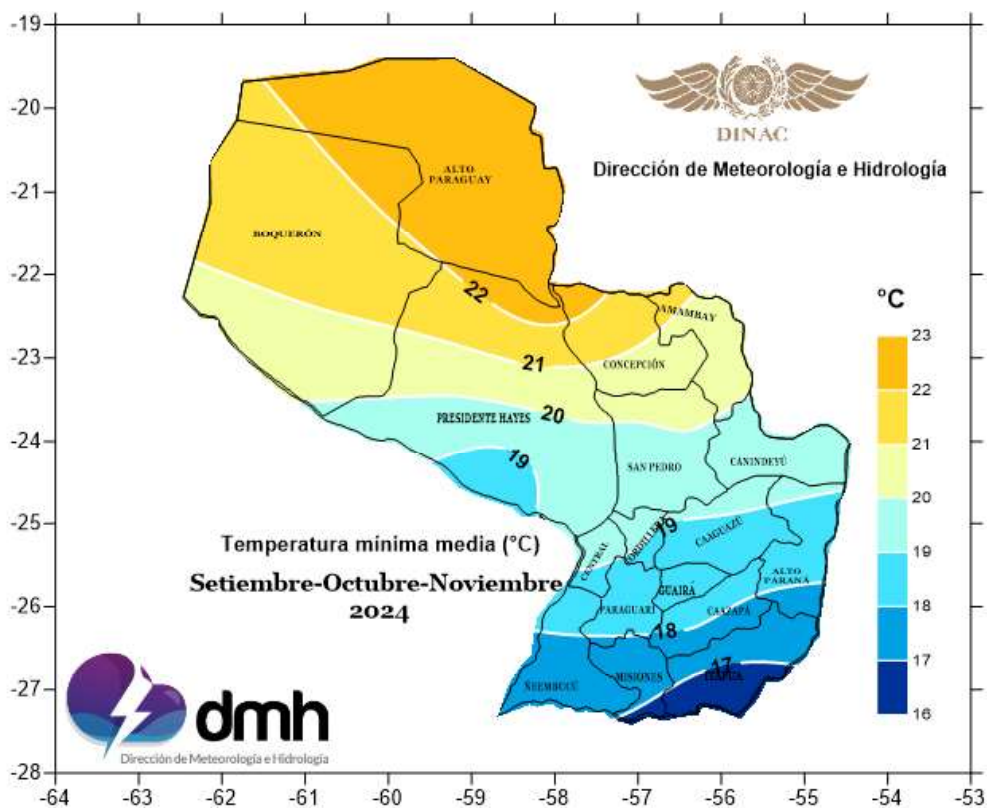 -19
-20
-21
-22
-23
-24
-25
-26
-27
-28
-64
-63
-62
-61
-60
-59
-58
-57
-56
-55
-54
-53
DINAC
Dirección de Meteorología e Hidrología
ALTO
PARAGUAY
BOQUERÓN
22
AMAMBAY
21
CONCEPCIÓN
20
PRESIDENTE HAYES
19
SAN PEDRO
CANINDEYÚ
19
CORDILLERA
CAAGUAZÚ
CENTRAL
ALTO
PARANÁ
GUAIRÁ
PARAGUARI
CAAZAPÁ
18
ÑEEMBUCÚ
MISIONES
17
°C
23
22
21
20
19
18
17
16
Temperatura mínima media (°C)
Setiembre-Octubre-Noviembre
2024
dmh
Dirección de Meteorología e Hidrología